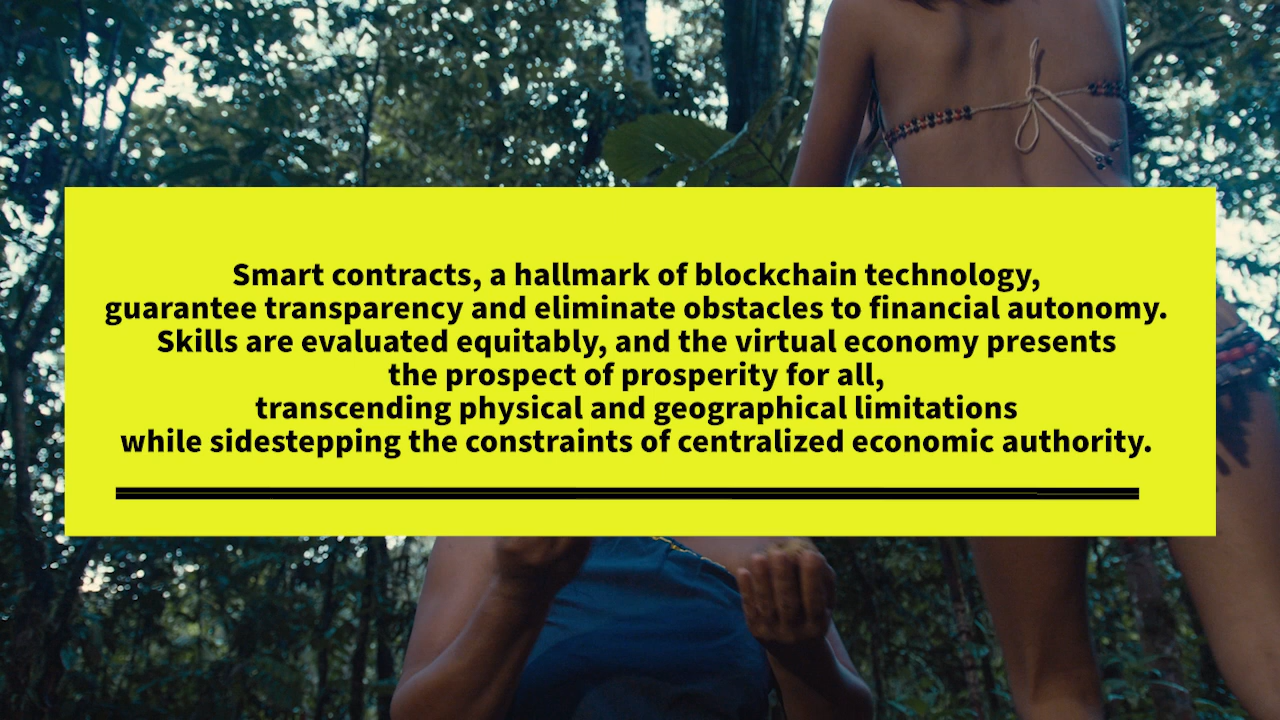 Smart contracts, a hallmark of blockchain technology,
guarantee transparency and eliminate obstacles to financial autonomy.
Skills are evaluated equitably, and the virtual economy presents
the prospect of prosperity for all,
transcending physical and geographical limitations
while sidestepping the constraints of centralized economic authority.